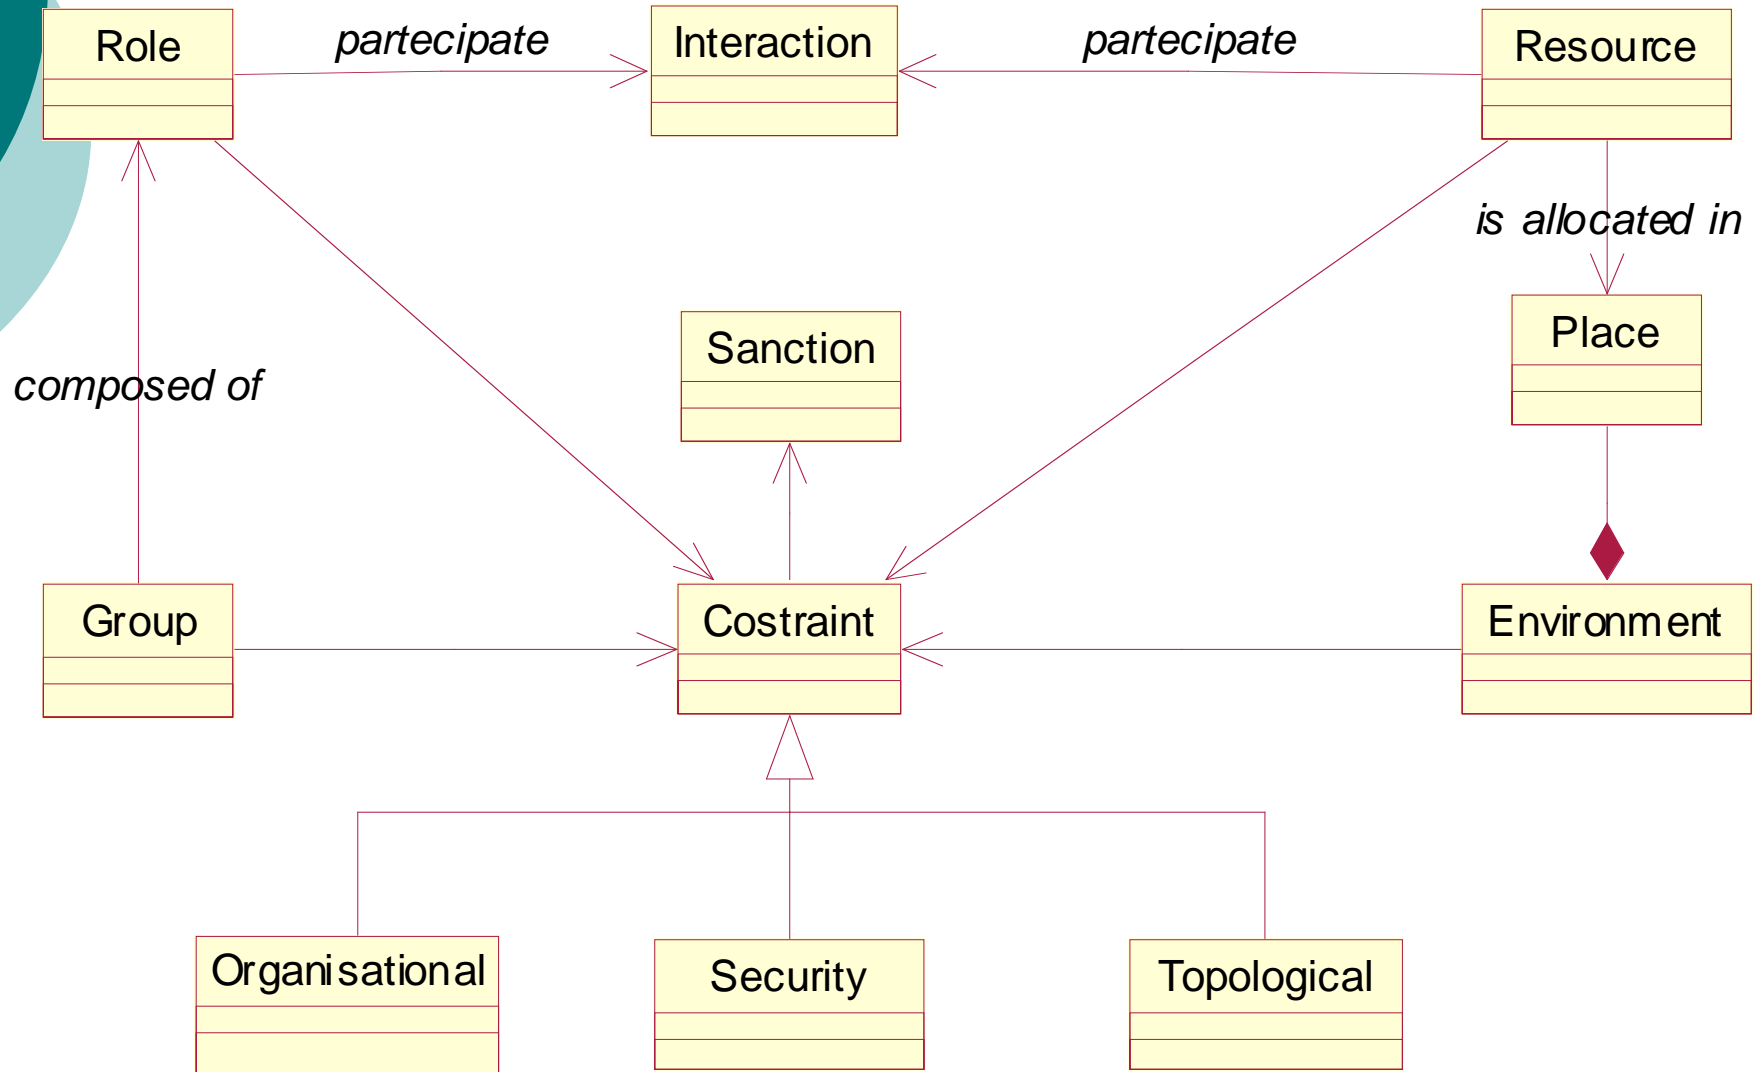 Role
partecipate
Interaction
partecipate
Resource
is allocated in
Sanction
Place
composed of
Group
Costraint
Environment
Organisational
Security
Topological